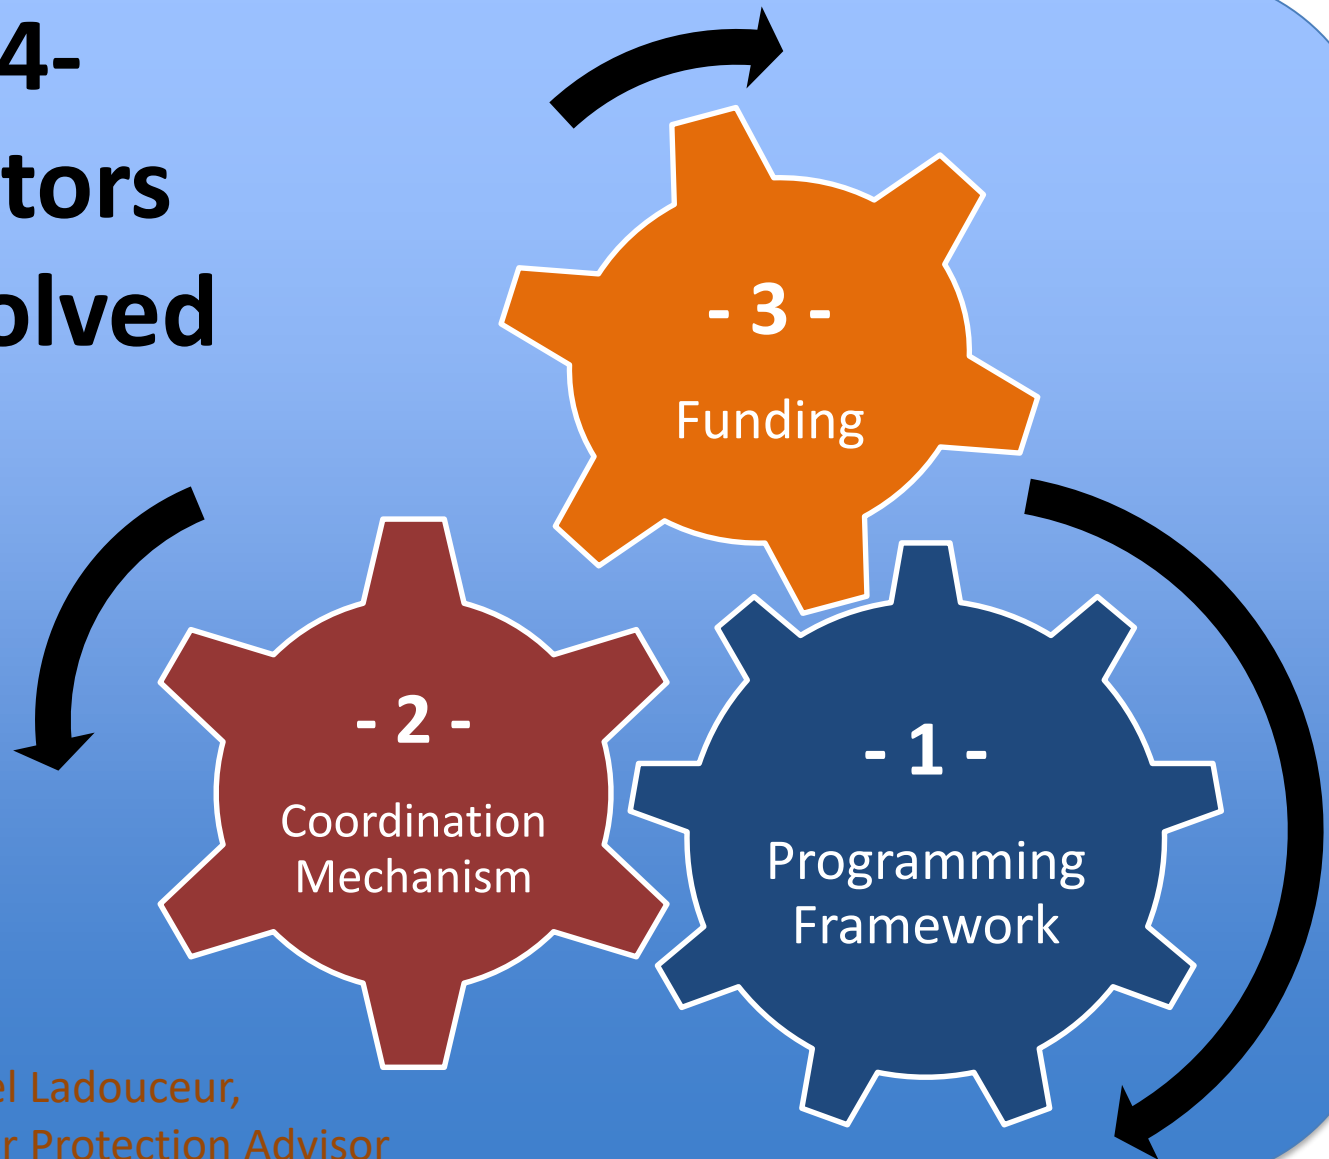 4-
tors
olved
- 3 -
Funding
- 2 -
Coordination
Mechanism
- 1 -
Programming
Framework
el Ladouceur,
r Protection Advisor